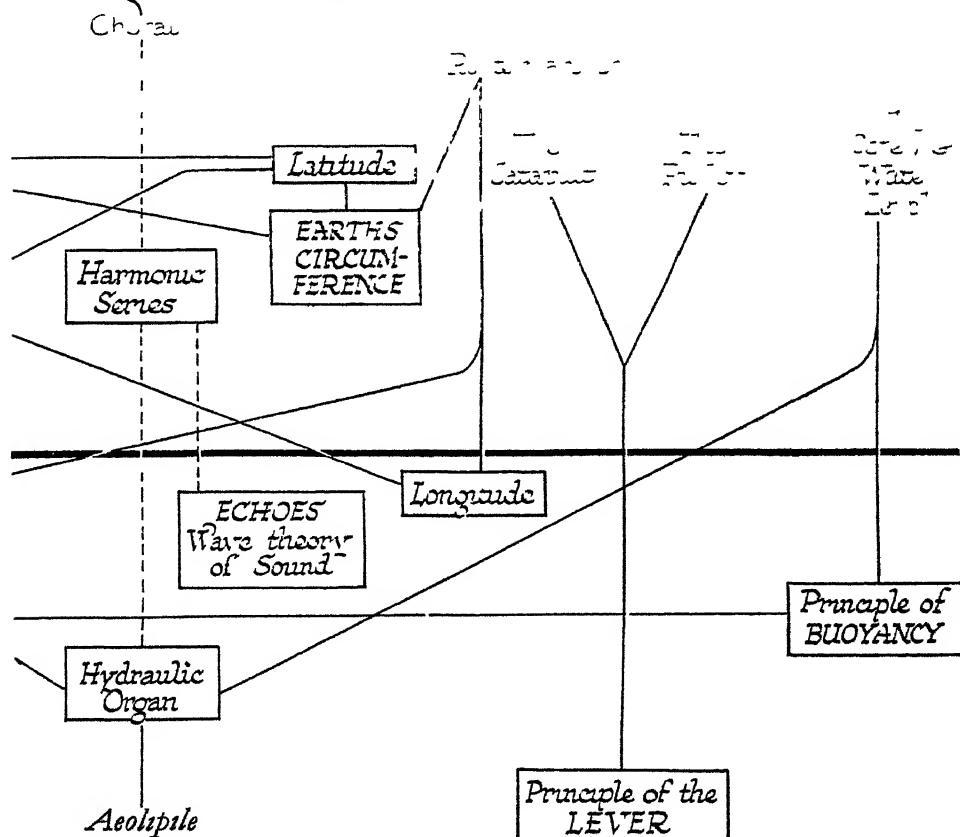 Latitude
EARTHS
CIRCUM-
FERENCE
Harmonic
Series
Longitude
ECHOES
Wave theory
of Sound
Principle of
BUOYANCY
Hydraulic
Organ
Principle of the
LEVER
Aeolipile